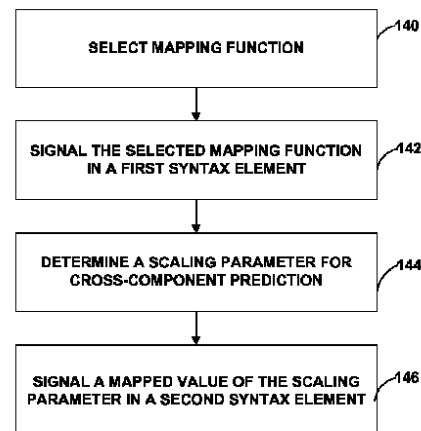 140
SELECT MAPPING FUNCTION
142
SIGNAL THE SELECTED MAPPING FUNCTION
IN A FIRST SYNTAX ELEMENT
144
DETERMINE A SCALING PARAMETER FOR
CROSS-COMPONENT PREDICTION
146
SIGNAL A MAPPED VALUE OF THE SCALING
PARAMETER IN A SECOND SYNTAX ELEMENT